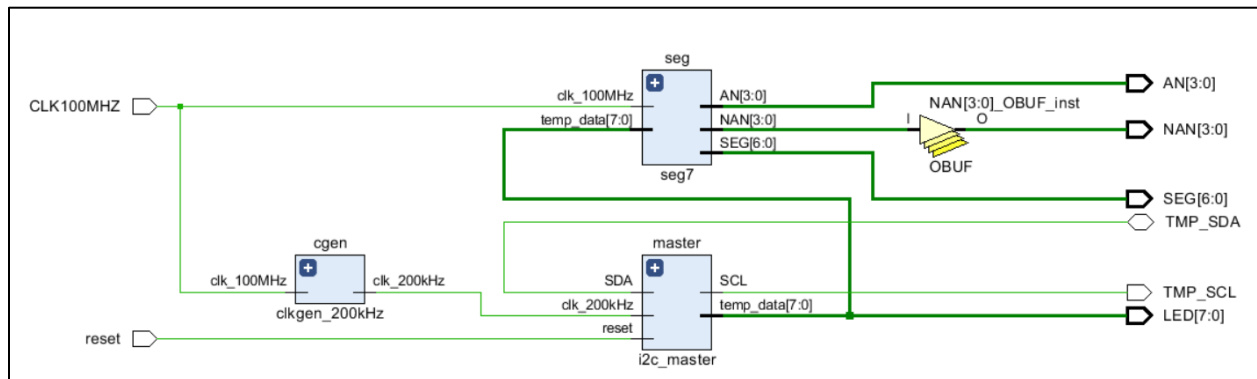 seg
CLK100MHZ
clk_100MHz
temp_data[7:0]
AN[3:0]
NAN[3:0]
SEG[6:0]
seg7
NAN[3:0]_OBUF_inst
I
O
OBUF
AN[3:0]
NAN[3:0]
SEG[6:0]
TMP_SDA
cgen
clk_100MHz
clk_200kHz
clkgen_200kHz
reset
master
SDA
clk_200kHz
reset
SCL
temp_data[7:0]
i2c_master
TMP_SCL
LED[7:0]